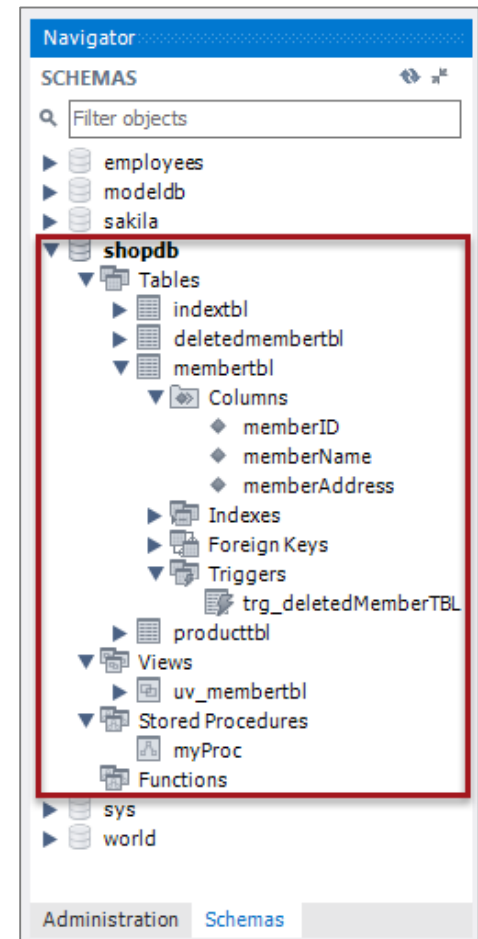 Navigator
SCHEMAS
Filter objects
employees
modeldb
sakila
shopdb
Tables
indextbl
deletedmembertbl
membertbl
Columns
memberID
memberName
memberAddress
Indexes
Foreign Keys
Triggers
trg_deletedMemberTBL
producttbl
Views
uv_membertbl
Stored Procedures
myProc
Functions
sys
world
Administration Schemas